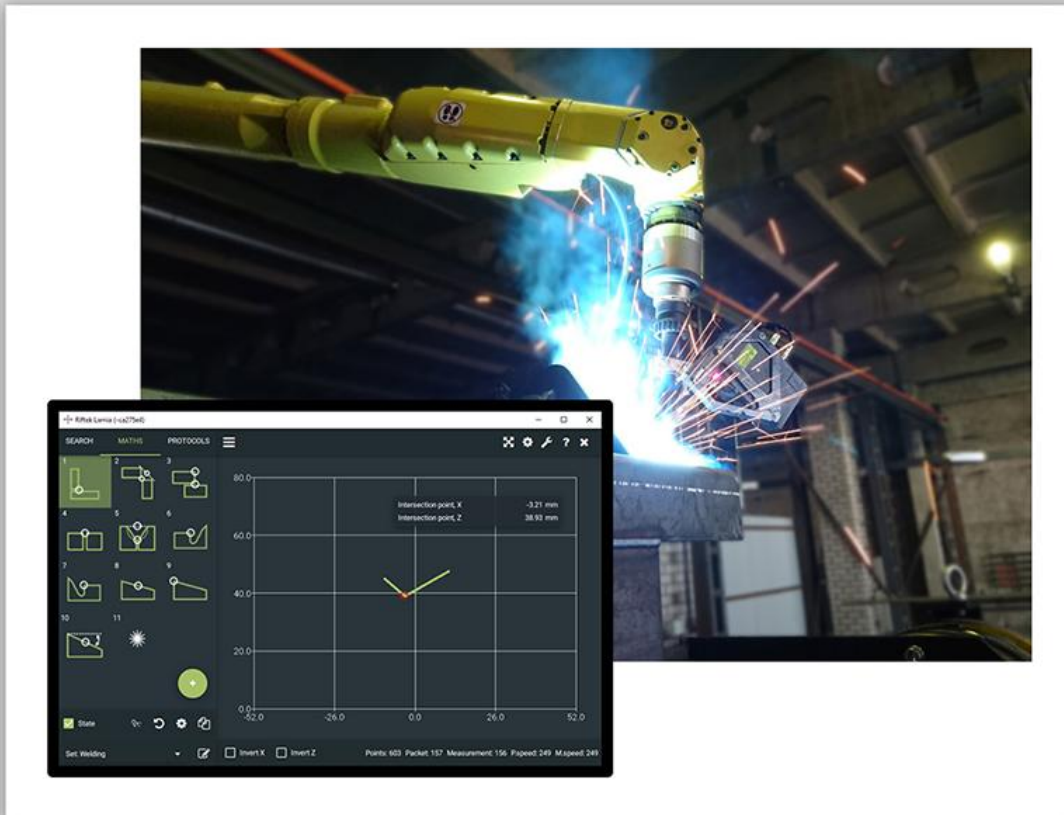 Riftek Lumia (~ca275ed)
SEARCH MATHS PROTOCOLS
1 2 3
4 5 6
7 8 9
10 11
80.0
Intersection point, X -3.21 mm
Intersection point, Z 38.93 mm
60.0
40.0
20.0
0.0
-52.0 -26.0 0.0 26.0 52.0
State
Set: Welding
Invert X Invert Z Points: 603 Packet: 157 Measurement: 156 P.speed: 249 M.speed: 249